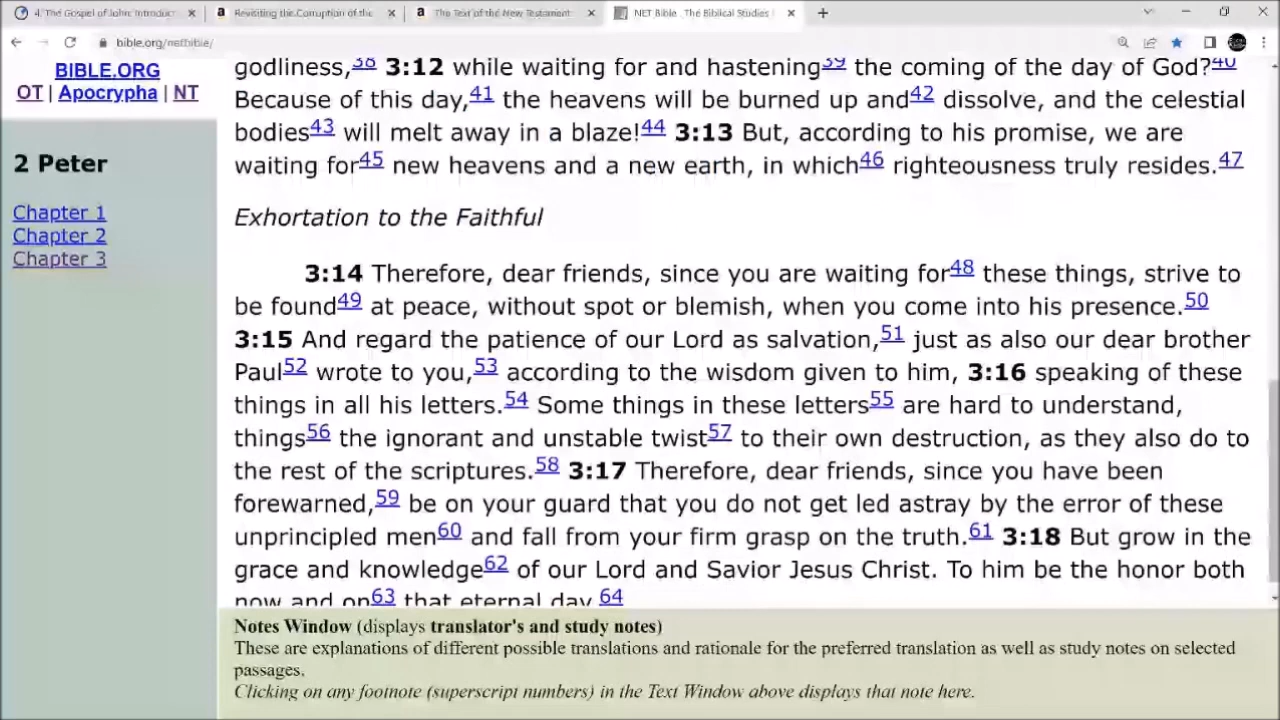 4. The Gospel of John: Introduc
Revisiting the Corruption of the
The Text of the New Testament
NET Bible - The Biblical Studies
bible.org/netbible/
BIBLE.ORG
OT | Apocrypha | NT
2 Peter
Chapter 1
Chapter 2
Chapter 3
godliness,38 3:12 while waiting for and hastening39 the coming of the day of God?40
Because of this day,41 the heavens will be burned up and42 dissolve, and the celestial
bodies43 will melt away in a blaze!44 3:13 But, according to his promise, we are
waiting for45 new heavens and a new earth, in which46 righteousness truly resides.47
Exhortation to the Faithful
3:14 Therefore, dear friends, since you are waiting for48 these things, strive to
be found49 at peace, without spot or blemish, when you come into his presence.50
3:15 And regard the patience of our Lord as salvation,51 just as also our dear brother
Paul52 wrote to you,53 according to the wisdom given to him, 3:16 speaking of these
things in all his letters.54 Some things in these letters55 are hard to understand,
things56 the ignorant and unstable twist57 to their own destruction, as they also do to
the rest of the scriptures.58 3:17 Therefore, dear friends, since you have been
forewarned,59 be on your guard that you do not get led astray by the error of these
unprincipled men60 and fall from your firm grasp on the truth.61 3:18 But grow in the
grace and knowledge62 of our Lord and Savior Jesus Christ. To him be the honor both
now and on63 that eternal day.64
Notes Window (displays translator's and study notes)
These are explanations of different possible translations and rationale for the preferred translation as well as study notes on selected
passages.
Clicking on any footnote (superscript numbers) in the Text Window above displays that note here.